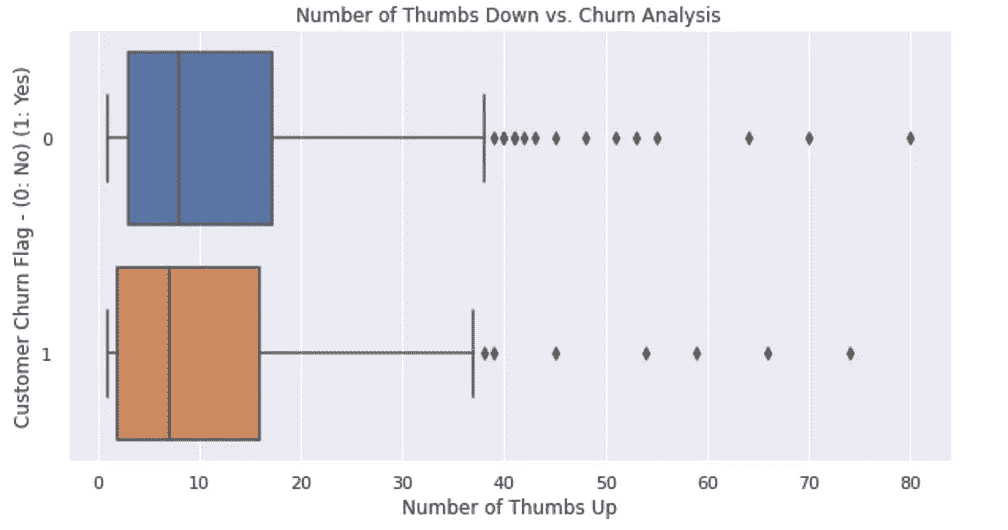 Number of Thumbs Down vs. Churn Analysis
Customer Churn Flag - (0: No) (1: Yes)
0
1
0 10 20 30 40 50 60 70 80
Number of Thumbs Up